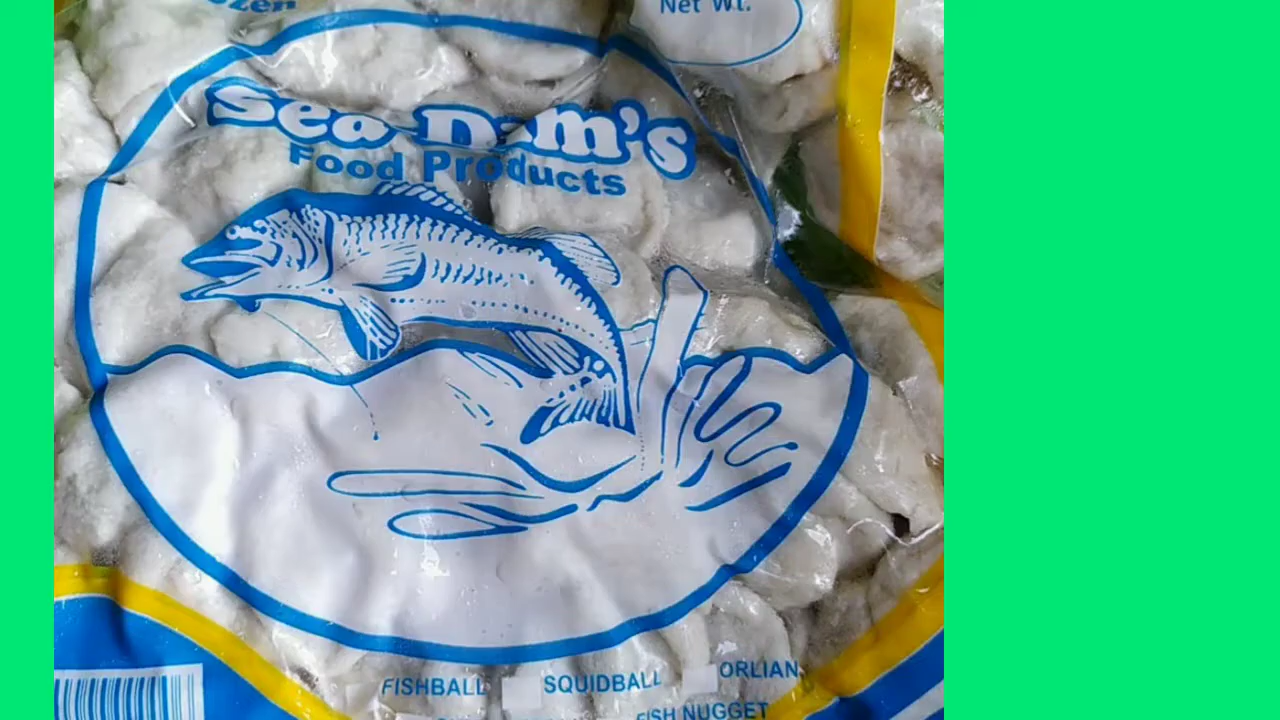 Net Wt.
Sea Dam's
Food Products
FISHBALL SQUIDBALL ORLIAN
FISH NUGGET